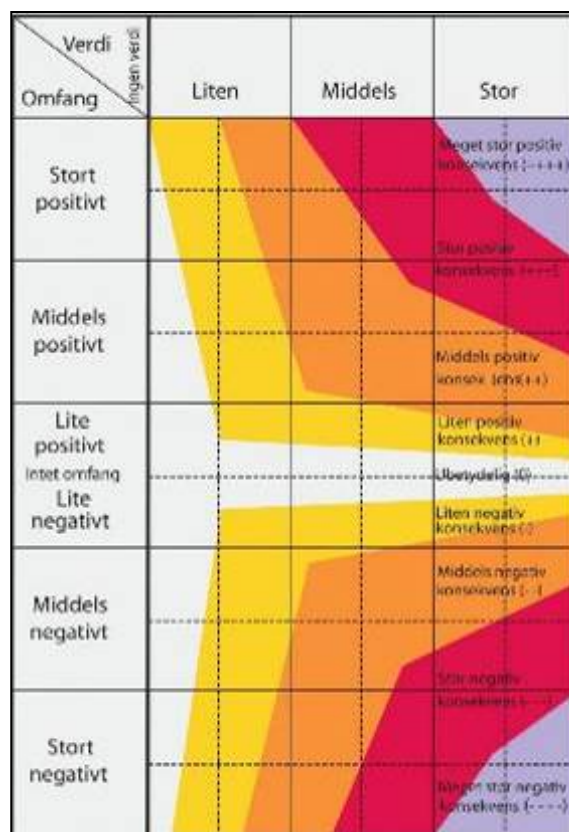 Verdi
Ingen verdi
Omfang
Liten
Middels
Stor
Stort
positivt
Meget stor positiv
konsekvens (++++)
Stor positiv
konsekvens (+++)
Middels
positivt
Middels positiv
(++)
Lite
positivt
Liten positiv
konsekvens (+
Intet omfang
Ubetydelig (0)
Lite
negativt
Liten negativ
konsekvens (-)
Middels
negativt
Middels negativ
konsekvens (--
Stor negativ
konsekvens (---)
Stort
negativt
Meget stor negativ
konsekvens (----)